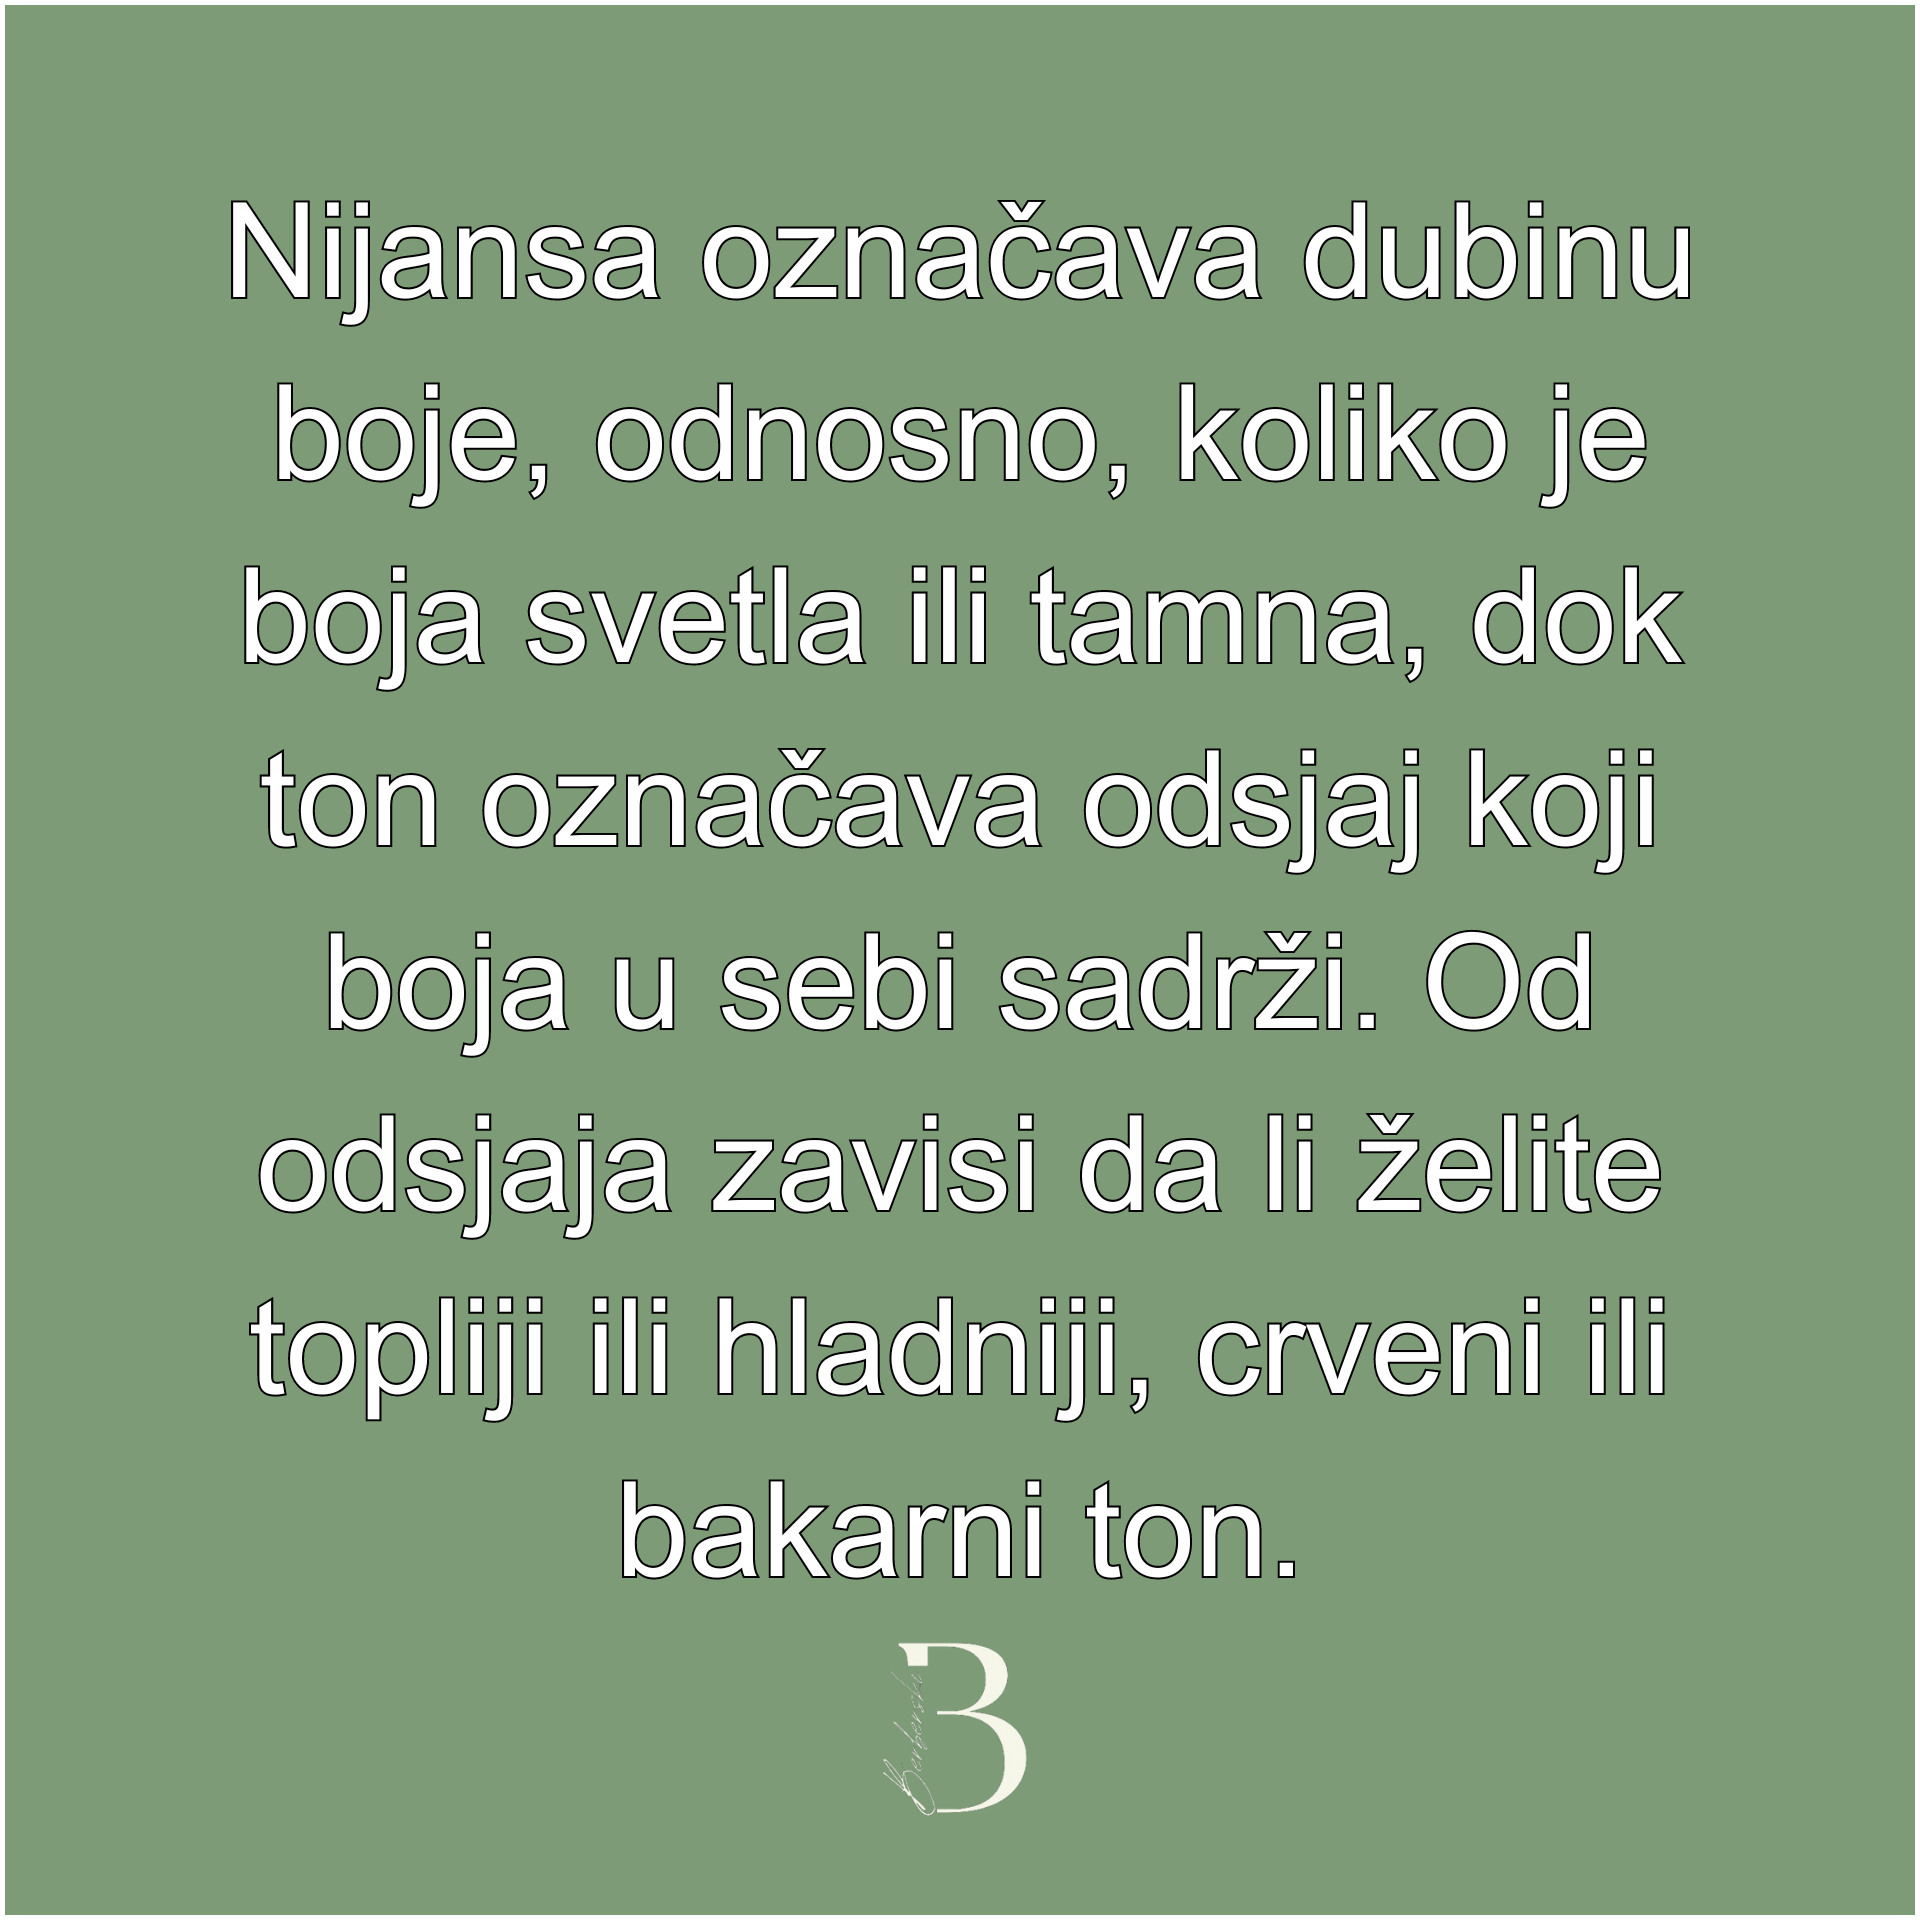 Nijansa označava dubinu
boje, odnosno, koliko je
boja svetla ili tamna, dok
ton označava odsjaj koji
boja u sebi sadrži. Od
odsjaja zavisi da li želite
topliji ili hladniji, crveni ili
bakarni ton.
B